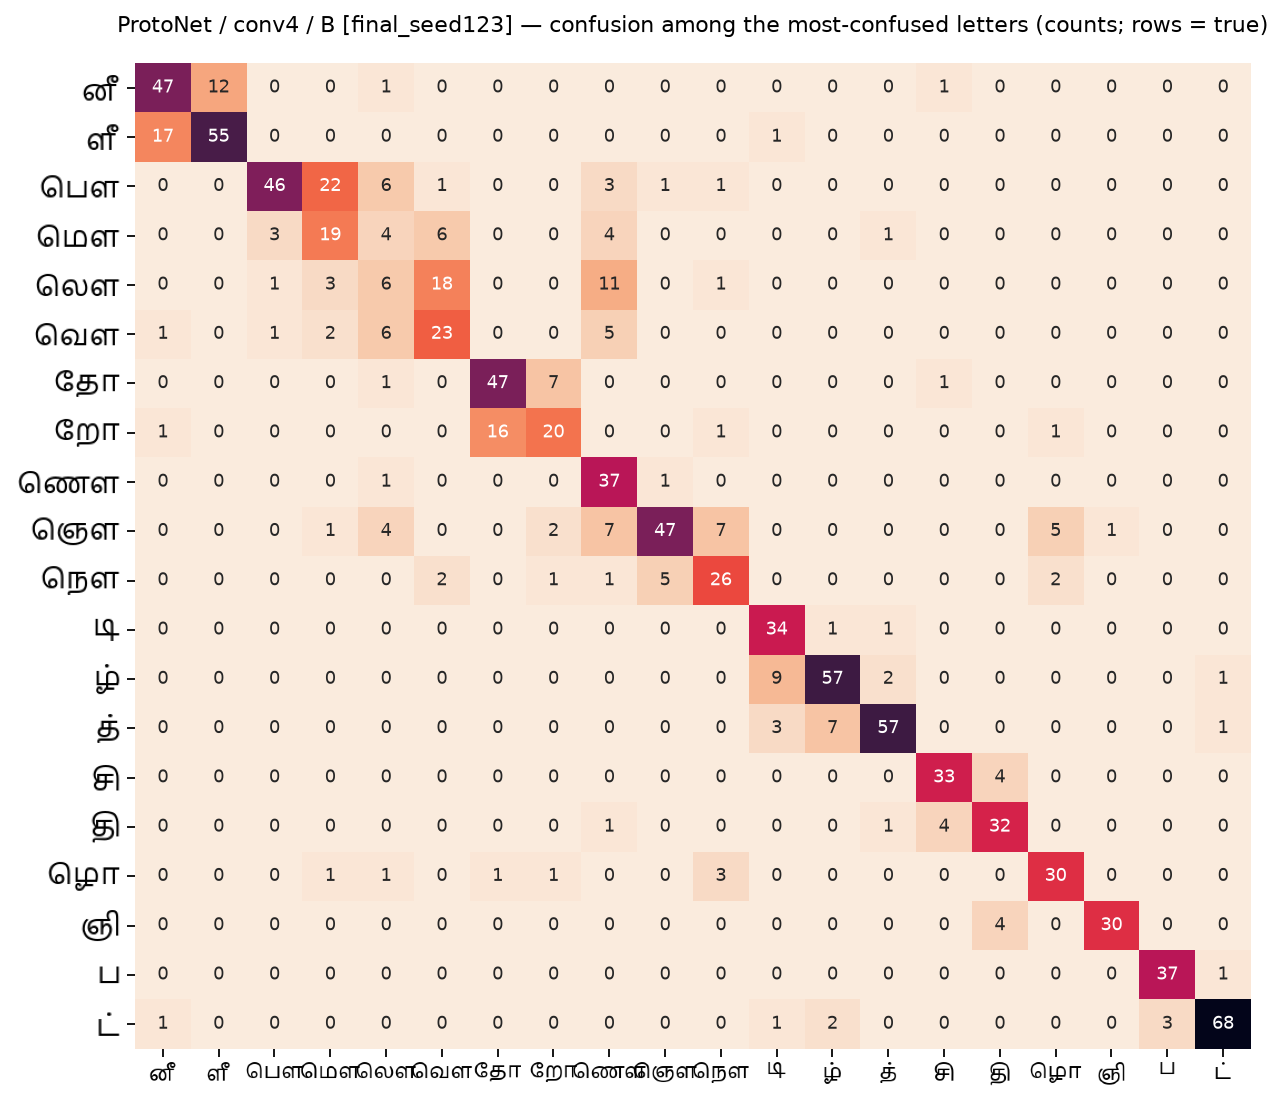 ProtoNet / conv4 / B [final_seed123] — confusion among the most-confused letters (counts; rows = true)
னீ 47 12 0 0 1 0 0 0 0 0 0 0 0 0 1 0 0 0 0 0
ளீ 17 55 0 0 0 0 0 0 0 0 0 1 0 0 0 0 0 0 0 0
பௌ 0 0 46 22 6 1 0 0 3 1 1 0 0 0 0 0 0 0 0 0
மௌ 0 0 3 19 4 6 0 0 4 0 0 0 0 1 0 0 0 0 0 0
லௌ 0 0 1 3 6 18 0 0 11 0 1 0 0 0 0 0 0 0 0 0
வௌ 1 0 1 2 6 23 0 0 5 0 0 0 0 0 0 0 0 0 0 0
தோ 0 0 0 0 1 0 47 7 0 0 0 0 0 0 1 0 0 0 0 0
றோ 1 0 0 0 0 0 16 20 0 0 1 0 0 0 0 0 1 0 0 0
ணௌ 0 0 0 0 1 0 0 0 37 1 0 0 0 0 0 0 0 0 0 0
ஞௌ 0 0 0 1 4 0 0 2 7 47 7 0 0 0 0 0 5 1 0 0
நௌ 0 0 0 0 0 2 0 1 1 5 26 0 0 0 0 0 2 0 0 0
டி 0 0 0 0 0 0 0 0 0 0 0 34 1 1 0 0 0 0 0 0
ழ் 0 0 0 0 0 0 0 0 0 0 0 9 57 2 0 0 0 0 0 1
த் 0 0 0 0 0 0 0 0 0 0 0 3 7 57 0 0 0 0 0 1
சி 0 0 0 0 0 0 0 0 0 0 0 0 0 0 33 4 0 0 0 0
தி 0 0 0 0 0 0 0 0 1 0 0 0 0 1 4 32 0 0 0 0
ழொ 0 0 0 1 1 0 1 1 0 0 3 0 0 0 0 0 30 0 0 0
ஞி 0 0 0 0 0 0 0 0 0 0 0 0 0 0 0 4 0 30 0 0
ப 0 0 0 0 0 0 0 0 0 0 0 0 0 0 0 0 0 0 37 1
ட் 1 0 0 0 0 0 0 0 0 0 0 1 2 0 0 0 0 0 3 68
னீ ளீ பௌ மௌ லௌ வௌ தோ றோ ணௌ ஞௌ நௌ டி ழ் த் சி தி ழொ ஞி ப ட்